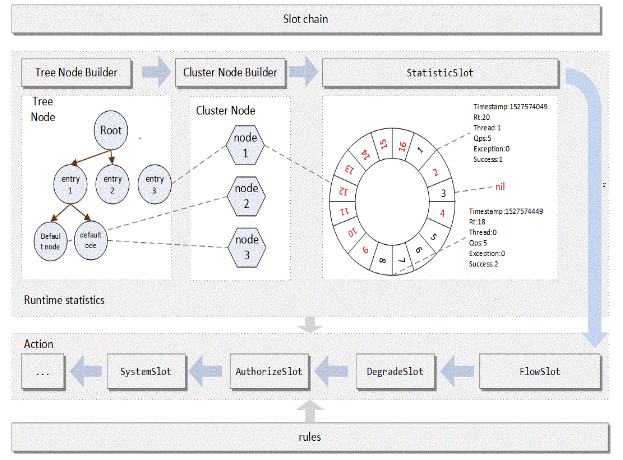 Slot chain
Tree Node Builder
Cluster Node Builder
StatisticSlot
Tree
Node
Root
entry
1
entry
2
entry
3
Defaul
t node
default
ode
Cluster Node
node
1
node
2
node
3
1
2
3
4
5
6
7
8
9
10
11
12
13
14
15
16
Timestamp:1527574049
Rt:20
Thread:1
Qps:5
Exception:0
Success:1
nil
Timestamp:1527574449
Rt:18
Thread:0
Qps:5
Exception:0
Success:2
Runtime statistics
Action
...
SystemSlot
AuthorizeSlot
DegradeSlot
FlowSlot
rules